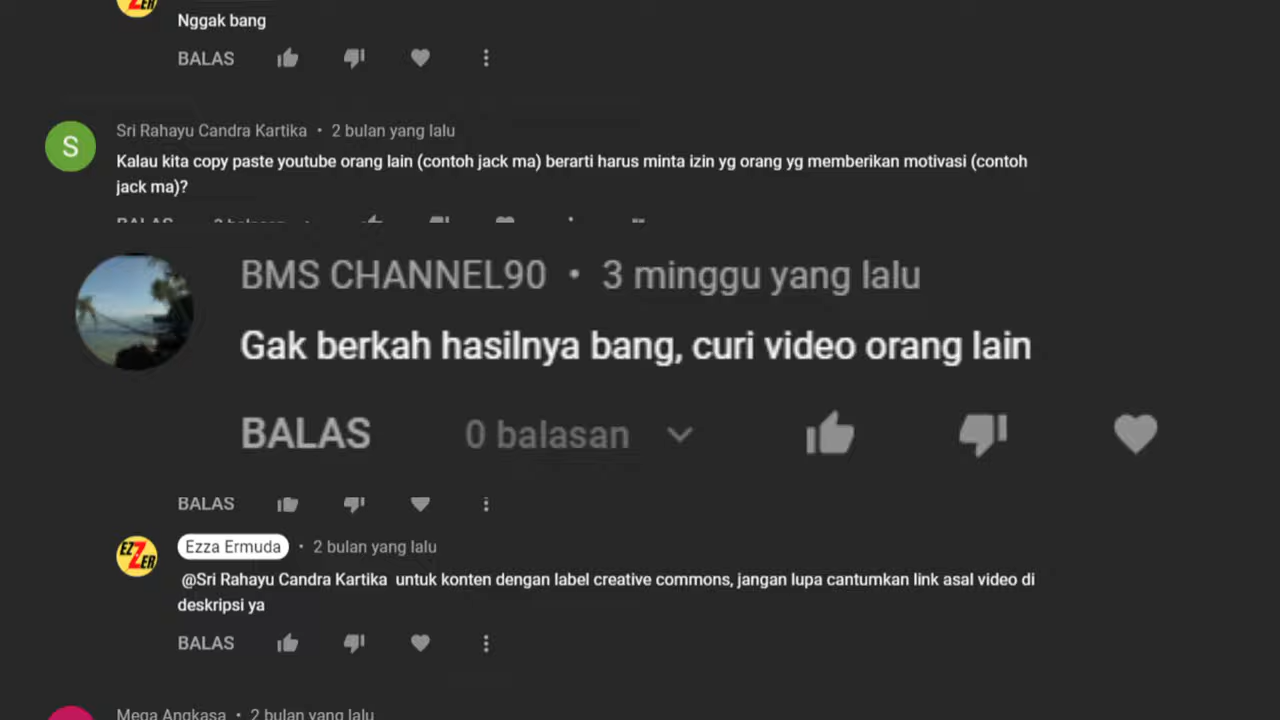 EZ
ZER
Nggak bang
BALAS
S
Sri Rahayu Candra Kartika • 2 bulan yang lalu
Kalau kita copy paste youtube orang lain (contoh jack ma) berarti harus minta izin yg orang yg memberikan motivasi (contoh
jack ma)?
BALAS
BMS CHANNEL90 • 3 minggu yang lalu
Gak berkah hasilnya bang, curi video orang lain
BALAS 0 balasan
BALAS
EZ
ZER
Ezza Ermuda • 2 bulan yang lalu
@Sri Rahayu Candra Kartika untuk konten dengan label creative commons, jangan lupa cantumkan link asal video di
deskripsi ya
BALAS
Mega Angkasa • 2 bulan yang lalu